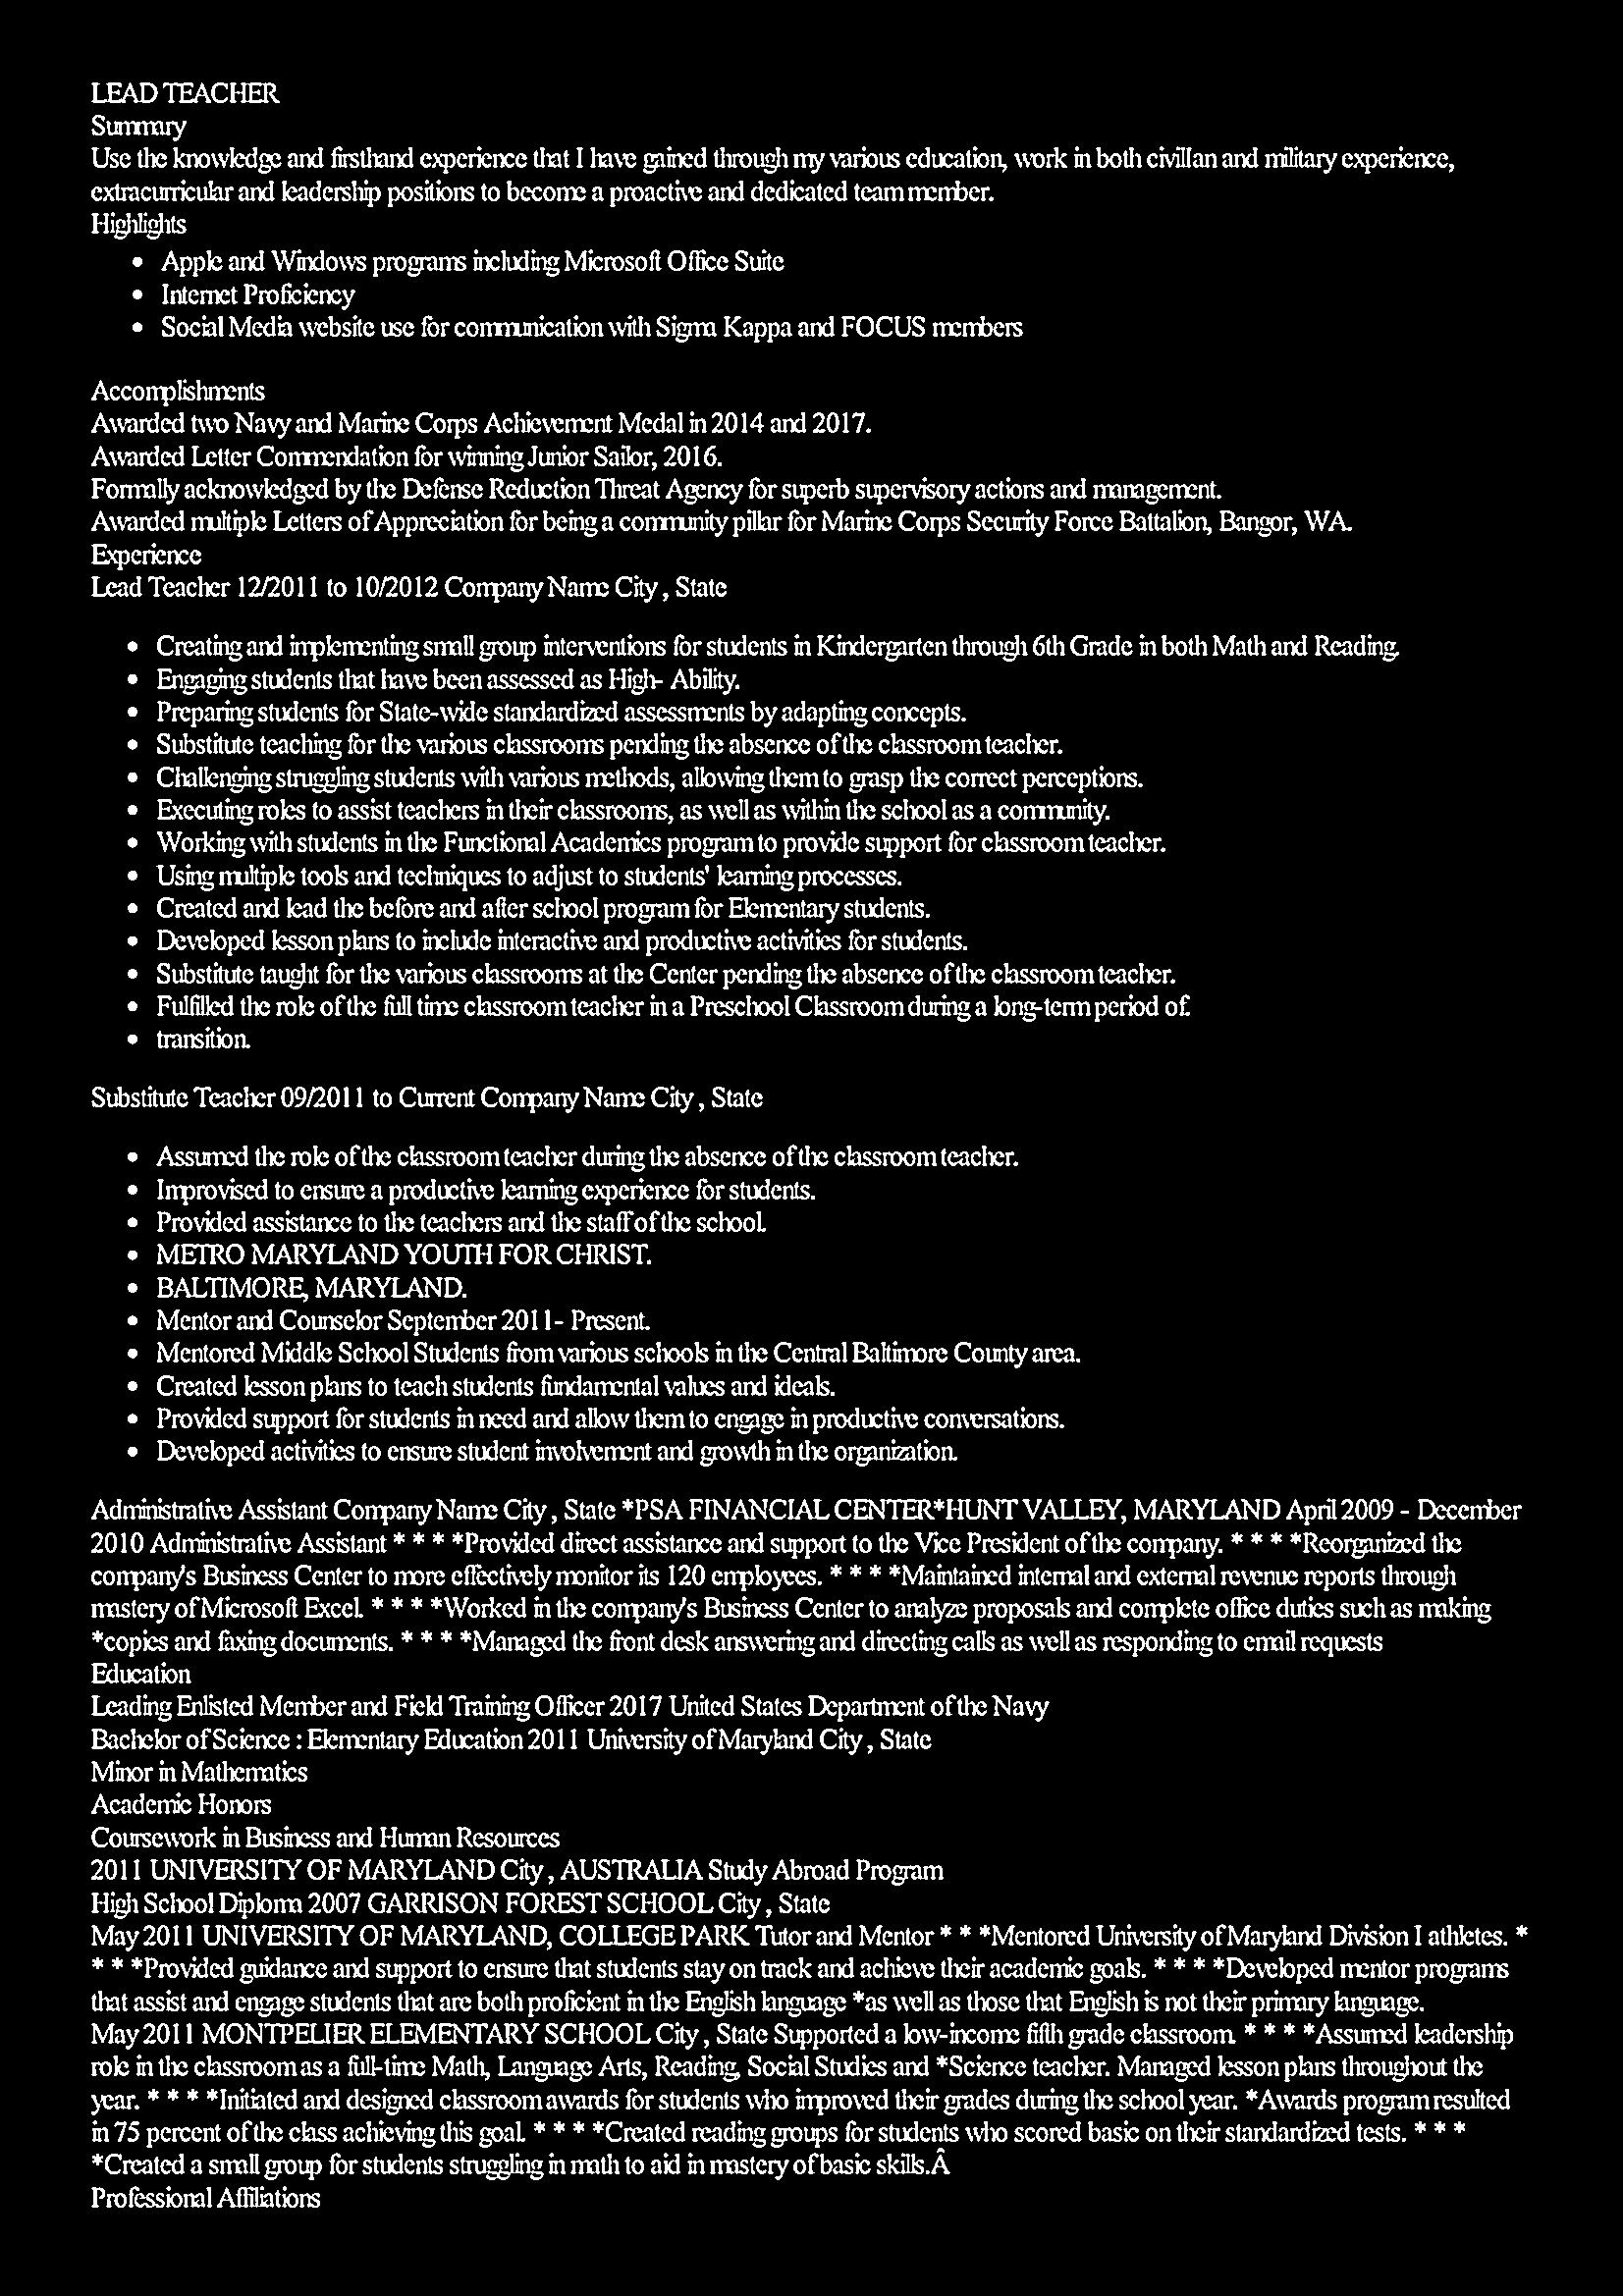 LEAD TEACHER
Summary
Use the knowledge and firsthand experience that I have gained through my various education, work in both civilIan and military experience,
extracurricular and leadership positions to become a proactive and dedicated team member.
Highlights
• Apple and Windows programs including Microsoft Office Suite
• Internet Proficiency
• Social Media website use for communication with Sigma Kappa and FOCUS members
Accomplishments
Awarded two Navy and Marine Corps Achievement Medal in 2014 and 2017.
Awarded Letter Commendation for winning Junior Sailor, 2016.
Formally acknowledged by the Defense Reduction Threat Agency for superb supervisory actions and management.
Awarded multiple Letters of Appreciation for being a community pillar for Marine Corps Security Force Battalion, Bangor, WA.
Experience
Lead Teacher 12/2011 to 10/2012 Company Name City , State
• Creating and implementing small group interventions for students in Kindergarten through 6th Grade in both Math and Reading.
• Engaging students that have been assessed as High- Ability.
• Preparing students for State-wide standardized assessments by adapting concepts.
• Substitute teaching for the various classrooms pending the absence of the classroom teacher.
• Challenging struggling students with various methods, allowing them to grasp the correct perceptions.
• Executing roles to assist teachers in their classrooms, as well as within the school as a community.
• Working with students in the Functional Academics program to provide support for classroom teacher.
• Using multiple tools and techniques to adjust to students' learning processes.
• Created and lead the before and after school program for Elementary students.
• Developed lesson plans to include interactive and productive activities for students.
• Substitute taught for the various classrooms at the Center pending the absence of the classroom teacher.
• Fulfilled the role of the full time classroom teacher in a Preschool Classroom during a long-term period of.
• transition.
Substitute Teacher 09/2011 to Current Company Name City , State
• Assumed the role of the classroom teacher during the absence of the classroom teacher.
• Improvised to ensure a productive learning experience for students.
• Provided assistance to the teachers and the staff of the school.
• METRO MARYLAND YOUTH FOR CHRIST.
• BALTIMORE, MARYLAND.
• Mentor and Counselor September 2011- Present.
• Mentored Middle School Students from various schools in the Central Baltimore County area.
• Created lesson plans to teach students fundamental values and ideals.
• Provided support for students in need and allow them to engage in productive conversations.
• Developed activities to ensure student involvement and growth in the organization.
Administrative Assistant Company Name City , State *PSA FINANCIAL CENTER*HUNT VALLEY, MARYLAND April 2009 - December
2010 Administrative Assistant * * * *Provided direct assistance and support to the Vice President of the company. * * * *Reorganized the
company's Business Center to more effectively monitor its 120 employees. * * * *Maintained internal and external revenue reports through
mastery of Microsoft Excel. * * * *Worked in the company's Business Center to analyze proposals and complete office duties such as making
*copies and faxing documents. * * * *Managed the front desk answering and directing calls as well as responding to email requests
Education
Leading Enlisted Member and Field Training Officer 2017 United States Department of the Navy
Bachelor of Science : Elementary Education 2011 University of Maryland City , State
Minor in Mathematics
Academic Honors
Coursework in Business and Human Resources
2011 UNIVERSITY OF MARYLAND City , AUSTRALIA Study Abroad Program
High School Diploma 2007 GARRISON FOREST SCHOOL City , State
May 2011 UNIVERSITY OF MARYLAND, COLLEGE PARK Tutor and Mentor * * *Mentored University of Maryland Division I athletes. *
* * *Provided guidance and support to ensure that students stay on track and achieve their academic goals. * * * *Developed mentor programs
that assist and engage students that are both proficient in the English language *as well as those that English is not their primary language.
May 2011 MONTPELIER ELEMENTARY SCHOOL City , State Supported a low-income fifth grade classroom. * * * *Assumed leadership
role in the classroom as a full-time Math, Language Arts, Reading, Social Studies and *Science teacher. Managed lesson plans throughout the
year. * * * *Initiated and designed classroom awards for students who improved their grades during the school year. *Awards program resulted
in 75 percent of the class achieving this goal. * * * *Created reading groups for students who scored basic on their standardized tests. * * *
*Created a small group for students struggling in math to aid in mastery of basic skills.Â
Professional Affiliations